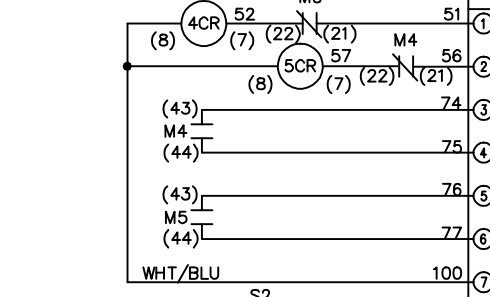 4CR 52 51 1
(8) (7) (22) (21)
M4
5CR 57 56 2
(8) (7) (22) (21)
(43) 74 3
M4
(44) 75 4
(43) 76 5
M5
(44) 77 6
WHT/BLU 100 7